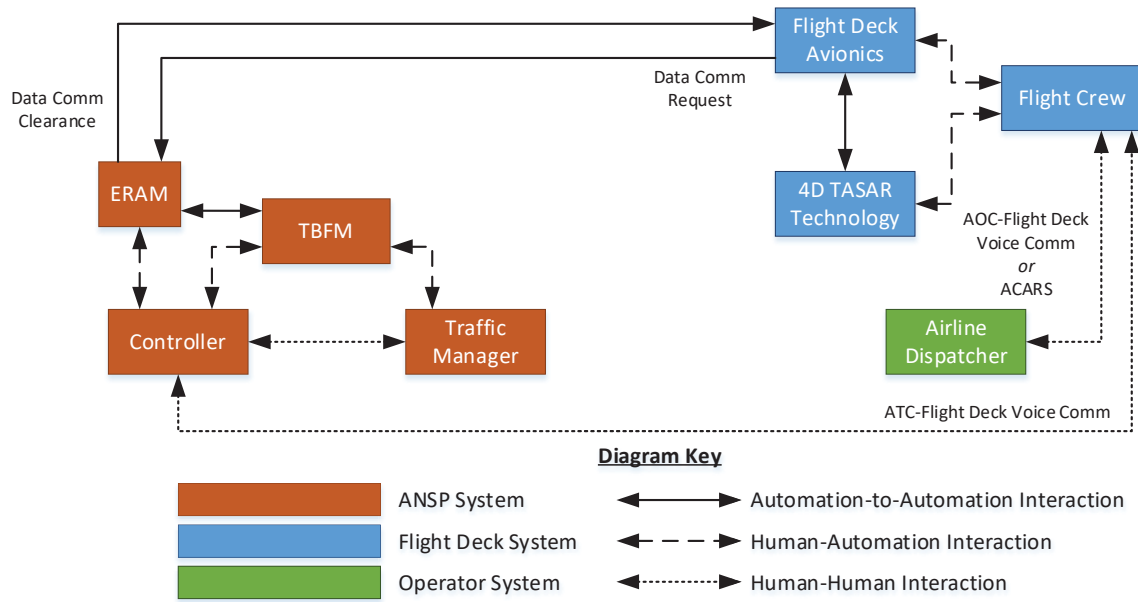 Flight Deck
Avionics
Flight Crew
Data Comm
Clearance
Data Comm
Request
ERAM
TBFM
4D TASAR
Technology
AOC-Flight Deck
Voice Comm
or
ACARS
Controller
Traffic
Manager
Airline
Dispatcher
ATC-Flight Deck Voice Comm
Diagram Key
ANSP System
Automation-to-Automation Interaction
Flight Deck System
Human-Automation Interaction
Operator System
Human-Human Interaction